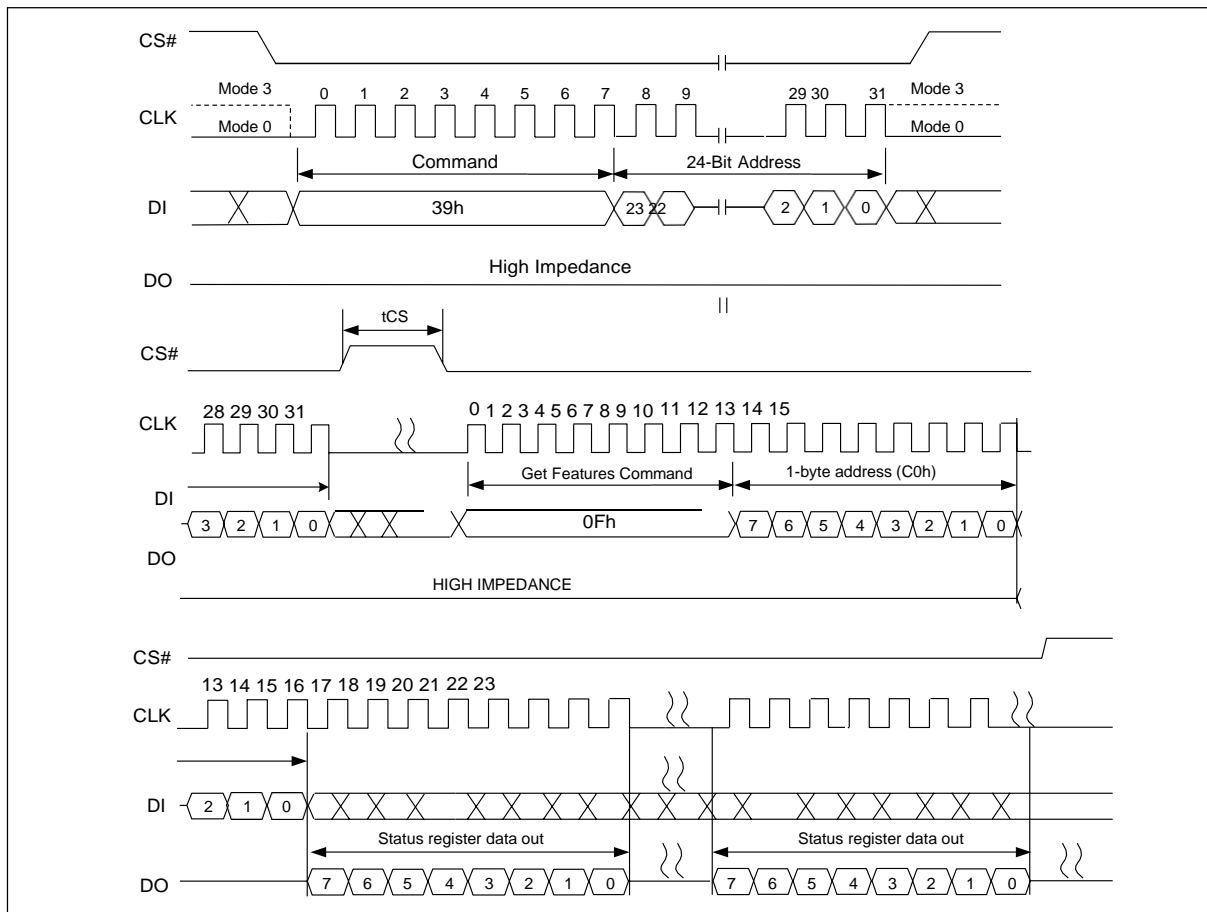 CS#
Mode 3 0 1 2 3 4 5 6 7 8 9 29 30 31 Mode 3
CLK
Mode 0 Mode 0
Command 24-Bit Address
DI 39h 23 22 2 1 0
High Impedance
DO
tCS
CS#
CLK 28 29 30 31 0 1 2 3 4 5 6 7 8 9 10 11 12 13 14 15
Get Features Command 1-byte address (C0h)
DI
3 2 1 0 0Fh 7 6 5 4 3 2 1 0
DO
HIGH IMPEDANCE
CS#
13 14 15 16 17 18 19 20 21 22 23
CLK
DI 2 1 0
Status register data out Status register data out
DO 7 6 5 4 3 2 1 0 7 6 5 4 3 2 1 0